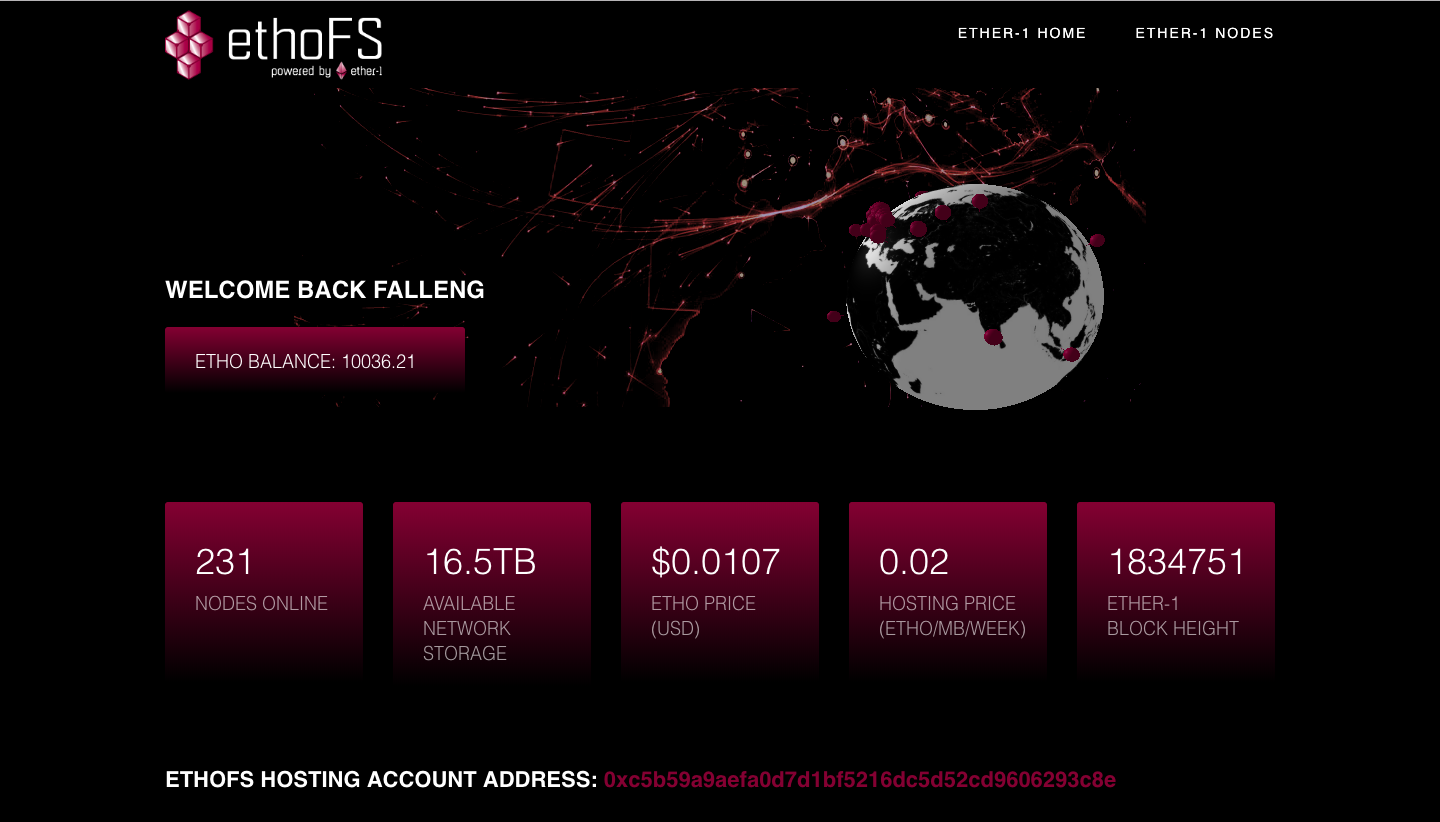 ethoFS
powered by ether-1
ETHER-1 HOME
ETHER-1 NODES
WELCOME BACK FALLENG
ETHO BALANCE: 10036.21
231
NODES ONLINE
16.5TB
AVAILABLE
NETWORK
STORAGE
$0.0107
ETHO PRICE
(USD)
0.02
HOSTING PRICE
(ETHO/MB/WEEK)
1834751
ETHER-1
BLOCK HEIGHT
ETHOFS HOSTING ACCOUNT ADDRESS: 0xc5b59a9aefa0d7d1bf5216dc5d52cd9606293c8e